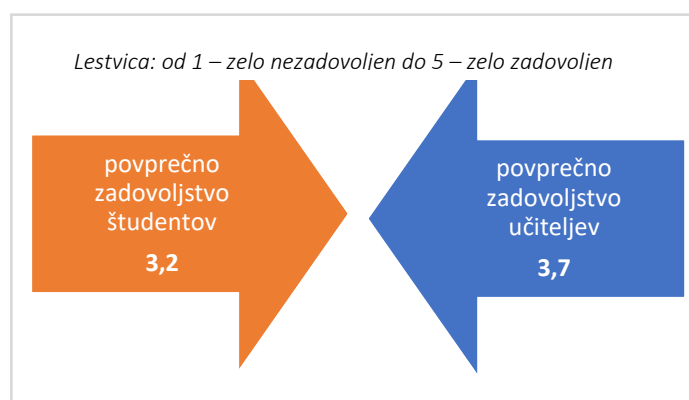 Lestvica: od 1 – zelo nezadovoljen do 5 – zelo zadovoljen
povprečno
zadovoljstvo
študentov
3,2
povprečno
zadovoljstvo
učiteljev
3,7